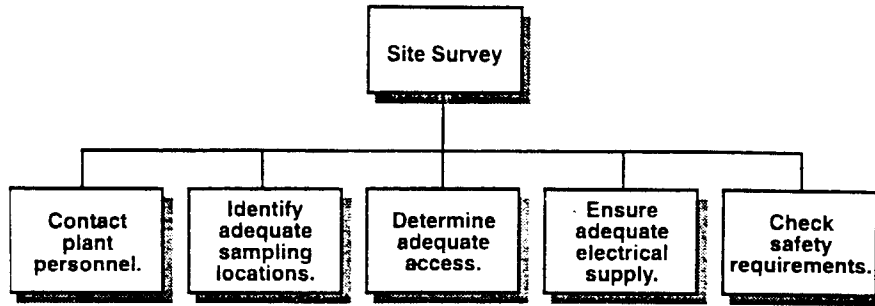 Site Survey
Contact
plant
personnel.
Identify
adequate
sampling
locations.
Determine
adequate
access.
Ensure
adequate
electrical
supply.
Check
safety
requirements.